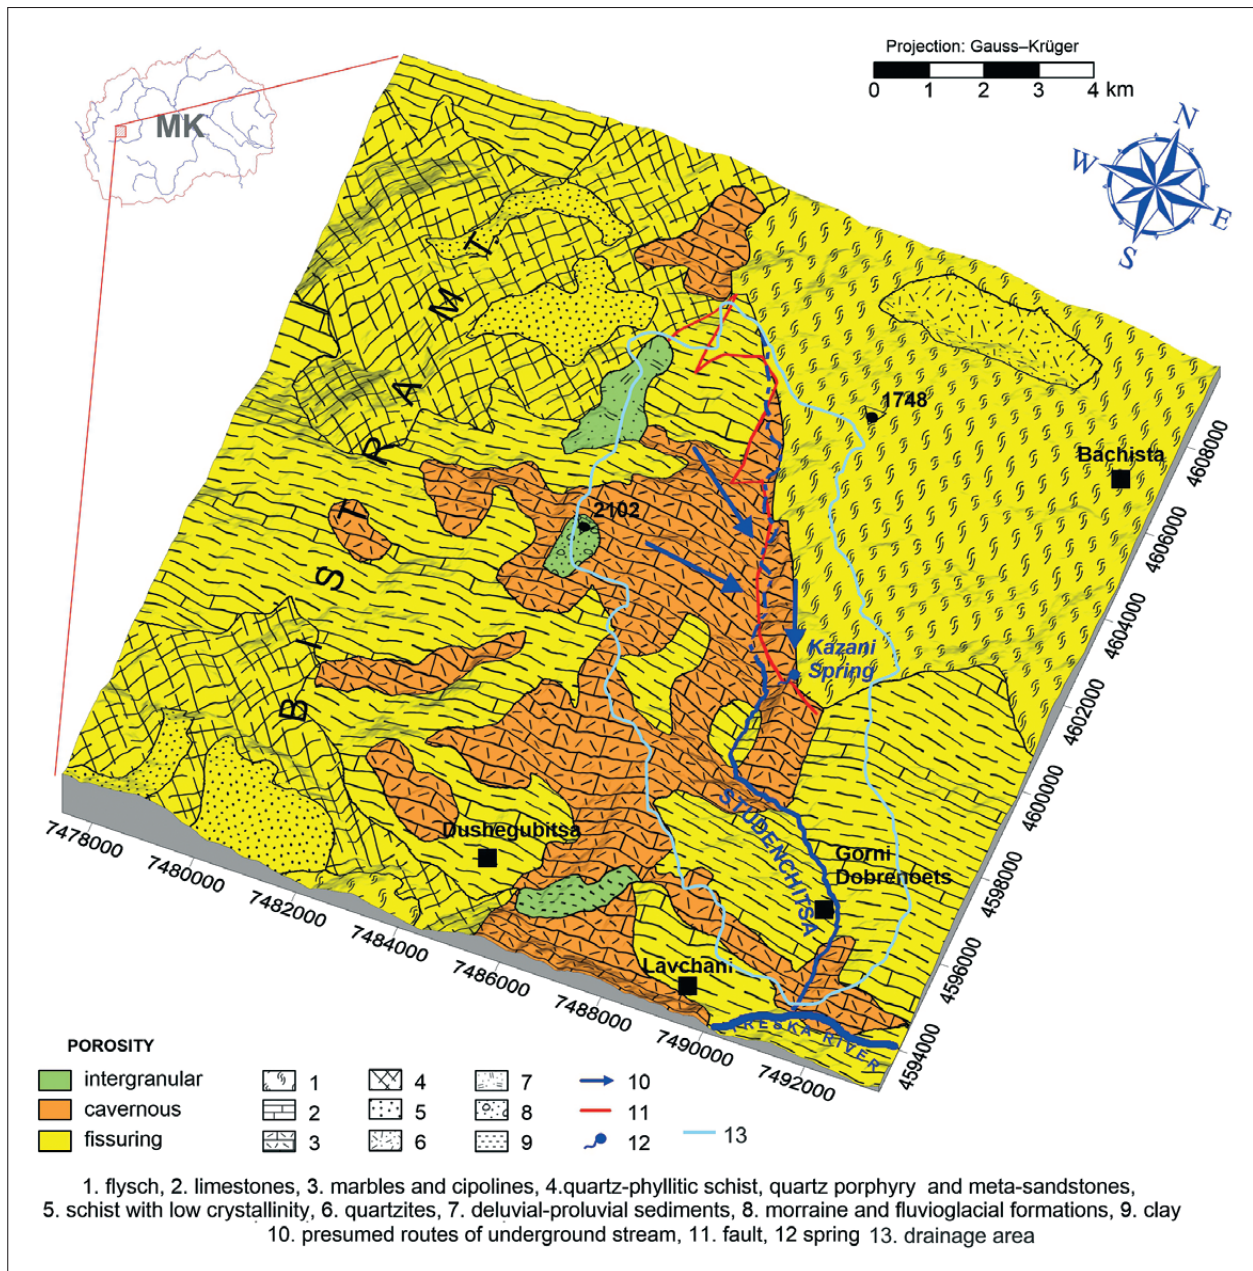 Projection: Gauss–Krüger
0 1 2 3 4 km
MK
N
W
E
S
BISTRA MT.
1748
Bachista
2102
Kazani
Spring
STUDENCHITSA
Dushegubitsa
Gorni
Dobrenoets
Lavchani
TRESKA RIVER
4608000
4606000
4604000
4602000
4600000
4598000
4596000
4594000
7478000
7480000
7482000
7484000
7486000
7488000
7490000
7492000
POROSITY
intergranular
cavernous
fissuring
1
2
3
4
5
6
7
8
9
10
11
12
13
1. flysch, 2. limestones, 3. marbles and cipolines, 4.quartz-phyllitic schist, quartz porphyry and meta-sandstones,
5. schist with low crystallinity, 6. quartzites, 7. deluvial-proluvial sediments, 8. morraine and fluvioglacial formations, 9. clay
10. presumed routes of underground stream, 11. fault, 12 spring 13. drainage area